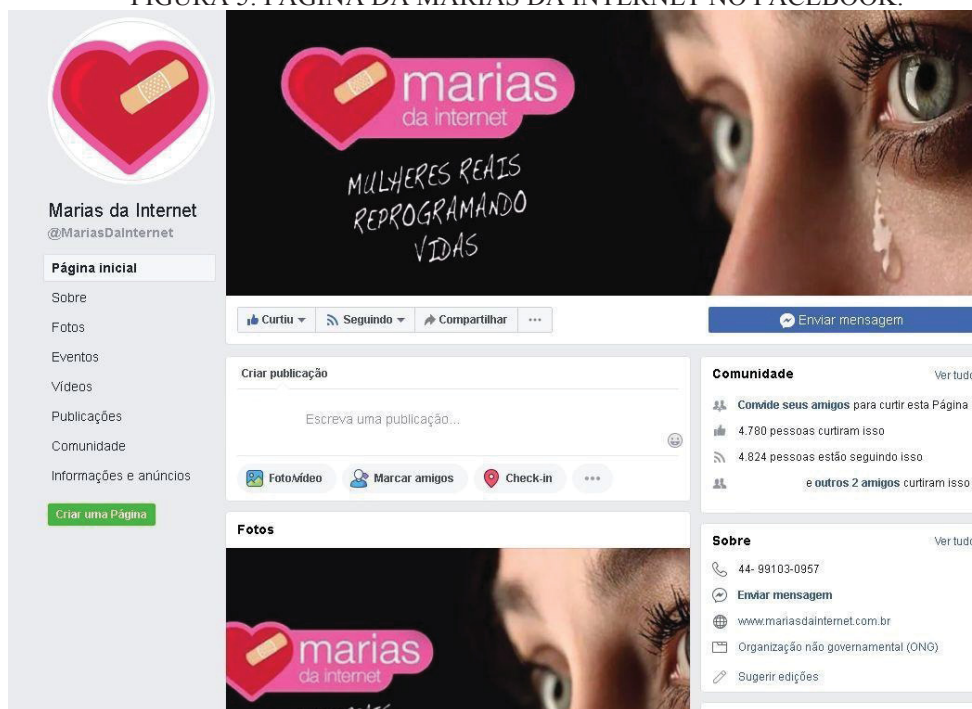 FIGURA 5: PÁGINA DA MARIAS DA INTERNET NO FACEBOOK.
marias
da internet
MULHERES REAIS
REPROGRAMANDO
VIDAS
Marias da Internet
@MariasDaInternet
Página inicial
Sobre
Fotos
Eventos
Vídeos
Publicações
Comunidade
Informações e anúncios
Criar uma Página
Curtiu
Seguindo
Compartilhar
...
Enviar mensagem
Criar publicação
Escreva uma publicação...
Foto/vídeo
Marcar amigos
Check-in
...
Fotos
marias
da internet
Comunidade
Ver tudo
Convide seus amigos para curtir esta Página
4.780 pessoas curtiram isso
4.824 pessoas estão seguindo isso
e outros 2 amigos curtiram isso
Sobre
Ver tudo
44- 99103-0957
Enviar mensagem
www.mariasdainternet.com.br
Organização não governamental (ONG)
Sugerir edições